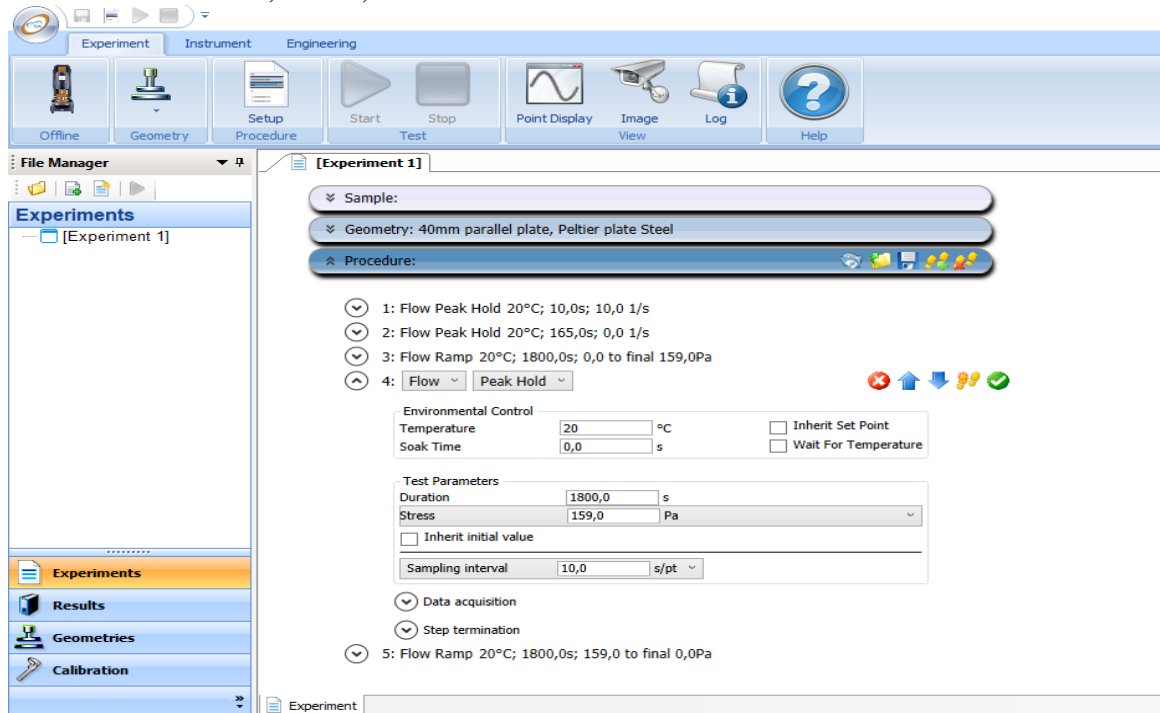 Experiment Instrument Engineering
Setup Start Stop Point Display Image Log
Offline Geometry Procedure Test View Help
File Manager
[Experiment 1]
Experiments
[Experiment 1]
Sample:
Geometry: 40mm parallel plate, Peltier plate Steel
Procedure:
1: Flow Peak Hold 20°C; 10,0s; 10,0 1/s
2: Flow Peak Hold 20°C; 165,0s; 0,0 1/s
3: Flow Ramp 20°C; 1800,0s; 0,0 to final 159,0Pa
4: Flow Peak Hold
Environmental Control
Temperature 20 °C Inherit Set Point
Soak Time 0,0 s Wait For Temperature
Test Parameters
Duration 1800,0 s
Stress 159,0 Pa
Inherit initial value
Sampling interval 10,0 s/pt
Data acquisition
Step termination
5: Flow Ramp 20°C; 1800,0s; 159,0 to final 0,0Pa
Experiments
Results
Geometries
Calibration
Experiment